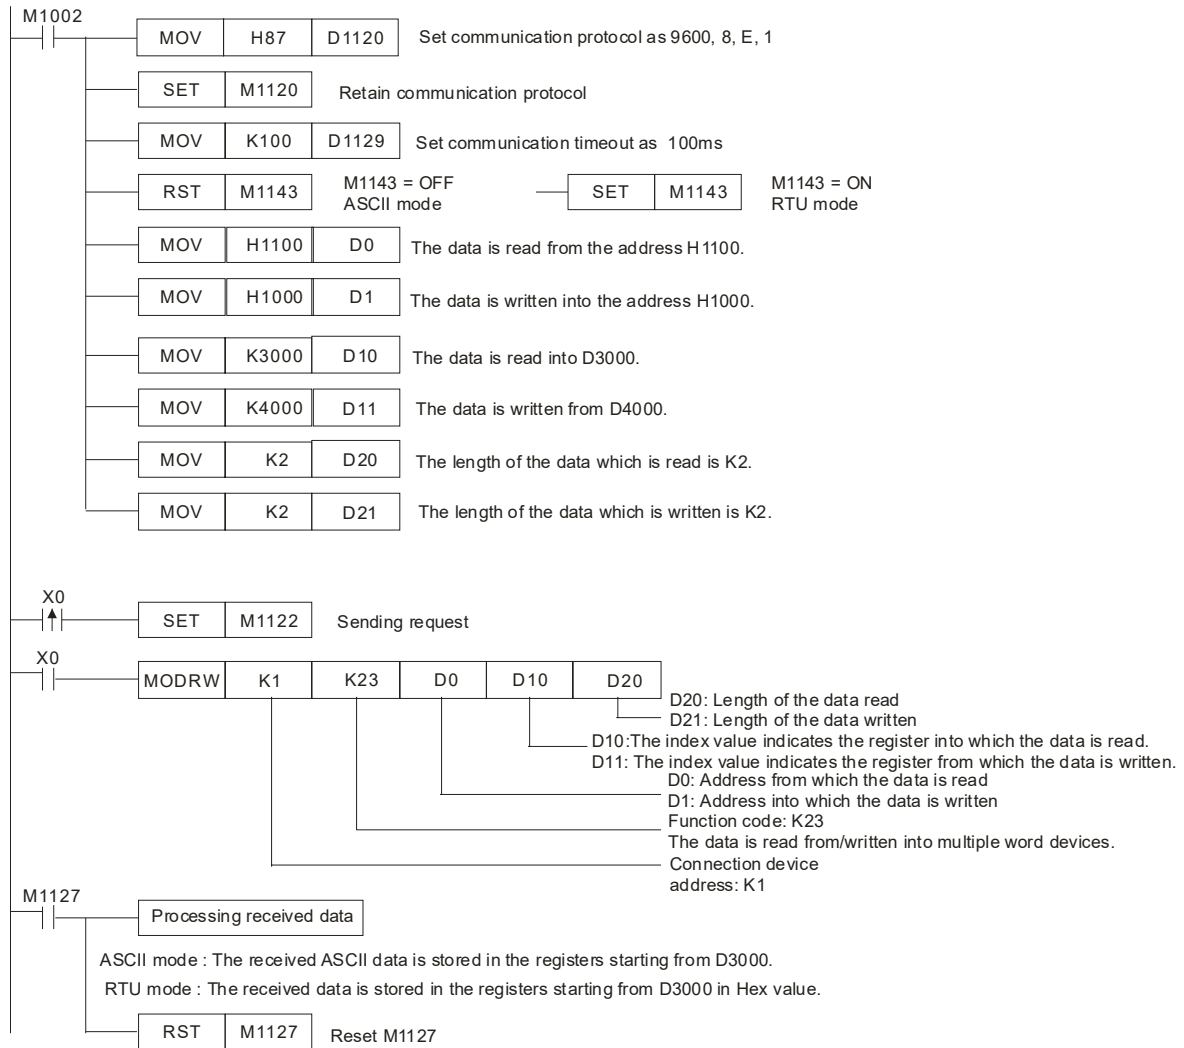 M1002
MOV H87 D1120 Set communication protocol as 9600, 8, E, 1
SET M1120 Retain communication protocol
MOV K100 D1129 Set communication timeout as 100ms
RST M1143 M1143 = OFF
ASCII mode
SET M1143 M1143 = ON
RTU mode
MOV H1100 D0 The data is read from the address H1100.
MOV H1000 D1 The data is written into the address H1000.
MOV K3000 D10 The data is read into D3000.
MOV K4000 D11 The data is written from D4000.
MOV K2 D20 The length of the data which is read is K2.
MOV K2 D21 The length of the data which is written is K2.
X0
SET M1122 Sending request
X0
MODRW K1 K23 D0 D10 D20
D20: Length of the data read
D21: Length of the data written
D10:The index value indicates the register into which the data is read.
D11: The index value indicates the register from which the data is written.
D0: Address from which the data is read
D1: Address into which the data is written
Function code: K23
The data is read from/written into multiple word devices.
Connection device
address: K1
M1127
Processing received data
ASCII mode : The received ASCII data is stored in the registers starting from D3000.
RTU mode : The received data is stored in the registers starting from D3000 in Hex value.
RST M1127 Reset M1127